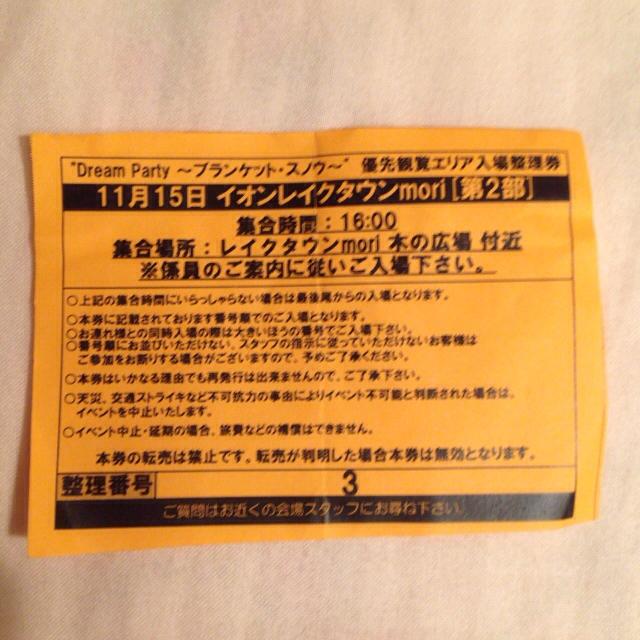 "Dream Party ～ブランケット・スノウ～" 優先観覧エリア入場整理券
11月15日 イオンレイクタウンmori [第2部]
集合時間：16:00
集合場所：レイクタウンmori 木の広場 付近
※係員のご案内に従いご入場下さい。
○上記の集合時間にいらっしゃらない場合は最後尾からの入場となります。
○本券に記載されております番号順でのご入場となります。
○お連れ様との同時入場の際は大きいほうの番号でご入場下さい。
○番号順にお並びいただけない、スタッフの指示に従っていただけないお客様は
ご参加をお断りする場合がございますので、予めご了承ください。
○本券はいかなる理由でも再発行は出来ませんので、ご了承下さい。
○天災、交通ストライキなど不可抗力の事由によりイベント不可能と判断された場合は、
イベントを中止いたします。
○イベント中止・延期の場合、旅費などの補償はできません。
本券の転売は禁止です。転売が判明した場合本券は無効となります。
整理番号 3
ご質問はお近くの会場スタッフにお尋ね下さい。